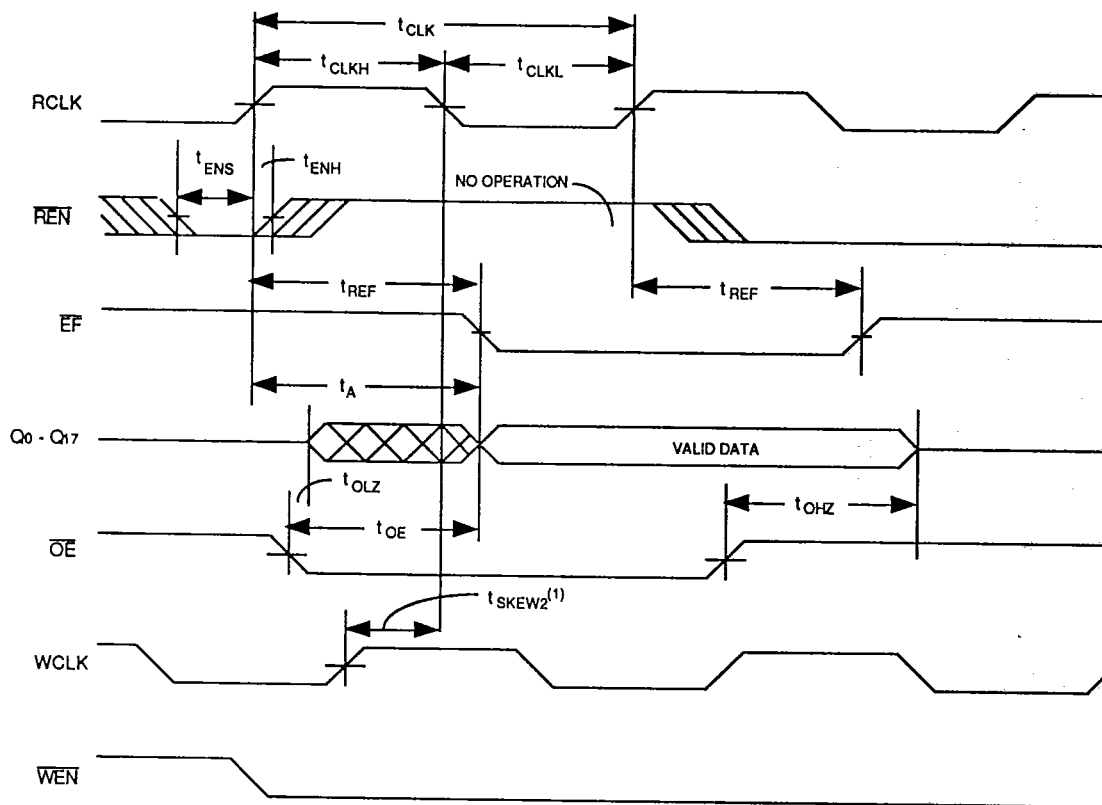 tCLK
tCLKH
tCLKL
RCLK
tENS
tENH
NO OPERATION
REN
tREF
tREF
EF
tA
Q0 - Q17
VALID DATA
tOLZ
tOHZ
tOE
OE
tSKEW2(1)
WCLK
WEN